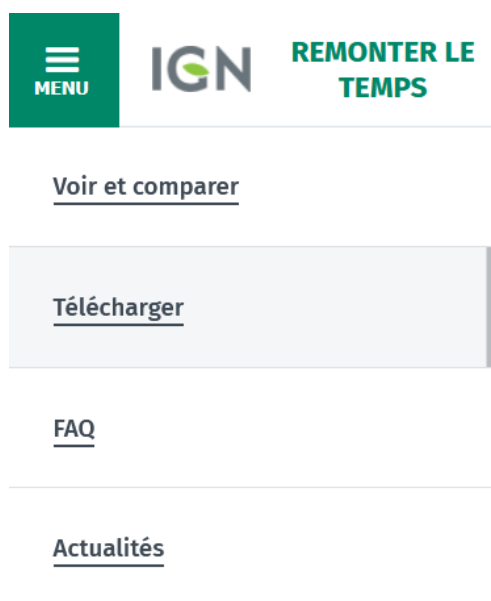 MENU
IGN
REMONTER LE
TEMPS
Voir et comparer
Télécharger
FAQ
Actualités